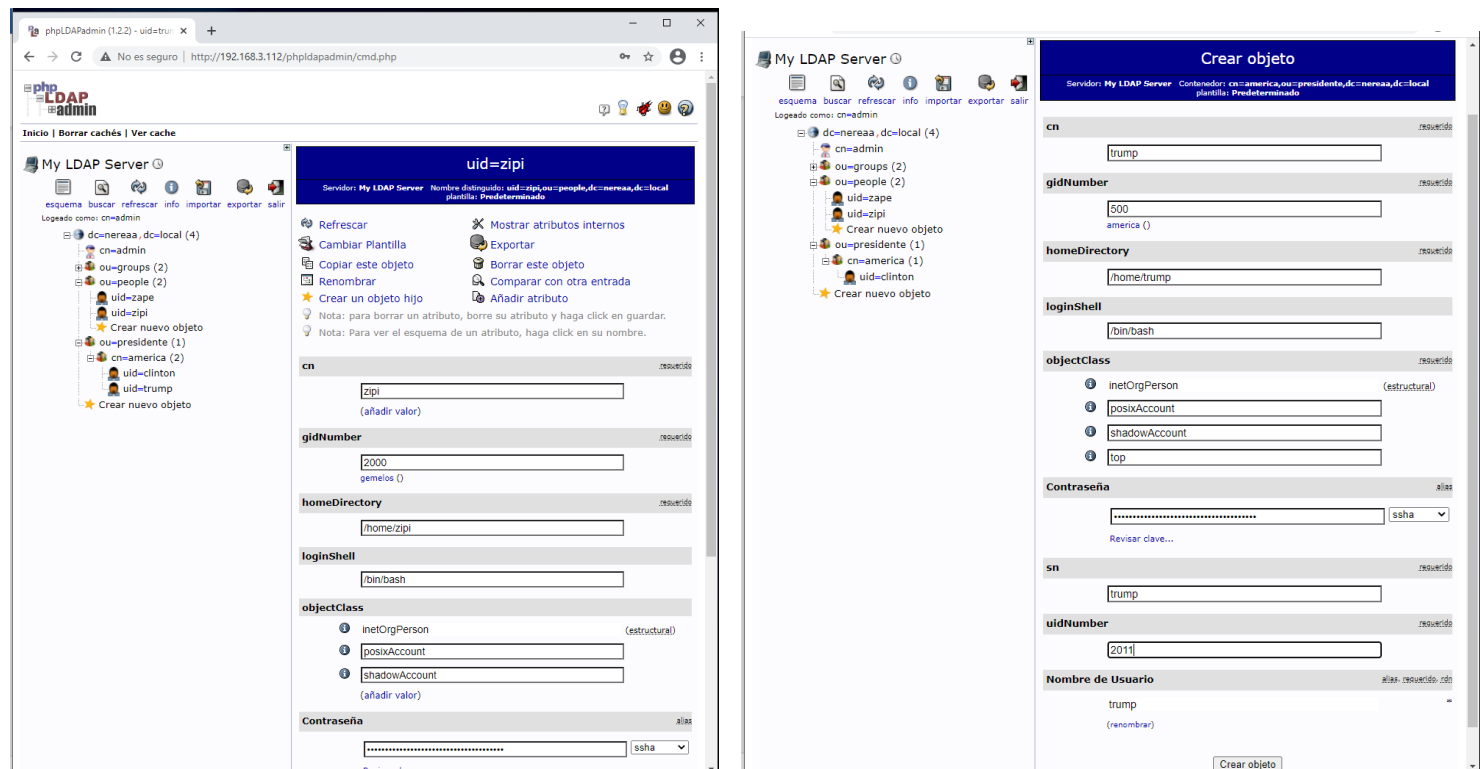 phpLDAPadmin (1.2.2) - uid=trum
No es seguro | http://192.168.3.112/phpldapadmin/cmd.php
php
LDAP
admin
Inicio | Borrar cachés | Ver cache
My LDAP Server
esquema buscar refrescar info importar exportar salir
Logeado como: cn=admin
dc=nereaa,dc=local (4)
cn=admin
ou=groups (2)
ou=people (2)
uid=zape
uid=zipi
Crear nuevo objeto
ou=presidente (1)
cn=america (2)
uid=clinton
uid=trump
Crear nuevo objeto
uid=zipi
Servidor: My LDAP Server Nombre distinguido: uid=zipi,ou=people,dc=nereaa,dc=local
plantilla: Predeterminado
Refrescar Mostrar atributos internos
Cambiar Plantilla Exportar
Copiar este objeto Borrar este objeto
Renombrar Comparar con otra entrada
Crear un objeto hijo Añadir atributo
Nota: para borrar un atributo, borre su atributo y haga click en guardar.
Nota: Para ver el esquema de un atributo, haga click en su nombre.
cn requerido
zipi
(añadir valor)
gidNumber requerido
2000
gemelos ()
homeDirectory requerido
/home/zipi
loginShell
/bin/bash
objectClass
inetOrgPerson (estructural)
posixAccount
shadowAccount
(añadir valor)
Contraseña alias
ssha
My LDAP Server
esquema buscar refrescar info importar exportar salir
Logeado como: cn=admin
dc=nereaa,dc=local (4)
cn=admin
ou=groups (2)
ou=people (2)
uid=zape
uid=zipi
Crear nuevo objeto
ou=presidente (1)
cn=america (1)
uid=clinton
Crear nuevo objeto
Crear objeto
Servidor: My LDAP Server Contenedor: cn=america,ou=presidente,dc=nereaa,dc=local
plantilla: Predeterminado
cn requerido
trump
gidNumber requerido
500
america ()
homeDirectory requerido
/home/trump
loginShell
/bin/bash
objectClass requerido
inetOrgPerson (estructural)
posixAccount
shadowAccount
top
Contraseña alias
ssha
Revisar clave...
sn requerido
trump
uidNumber requerido
2011
Nombre de Usuario alias, requerido, rdn
trump
(renombrar)
Crear objeto